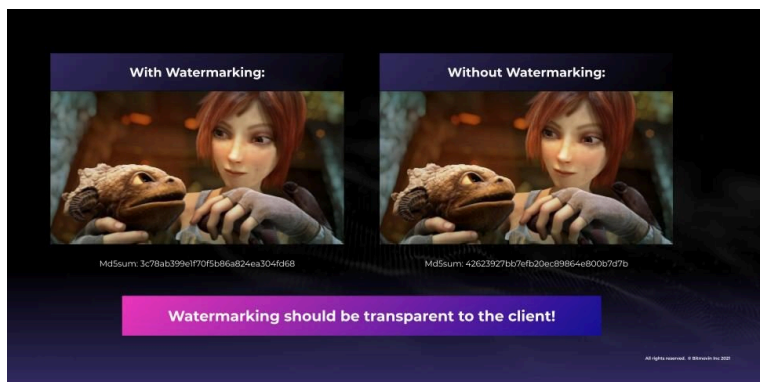 With Watermarking:
Without Watermarking:
Md5sum: 3c78ab399e1f70f5b86a824ea304fd68
Md5sum: 42623927bb7efb20ec89864e800b7d7b
Watermarking should be transparent to the client!
All rights reserved. © Bitmovin Inc 2021